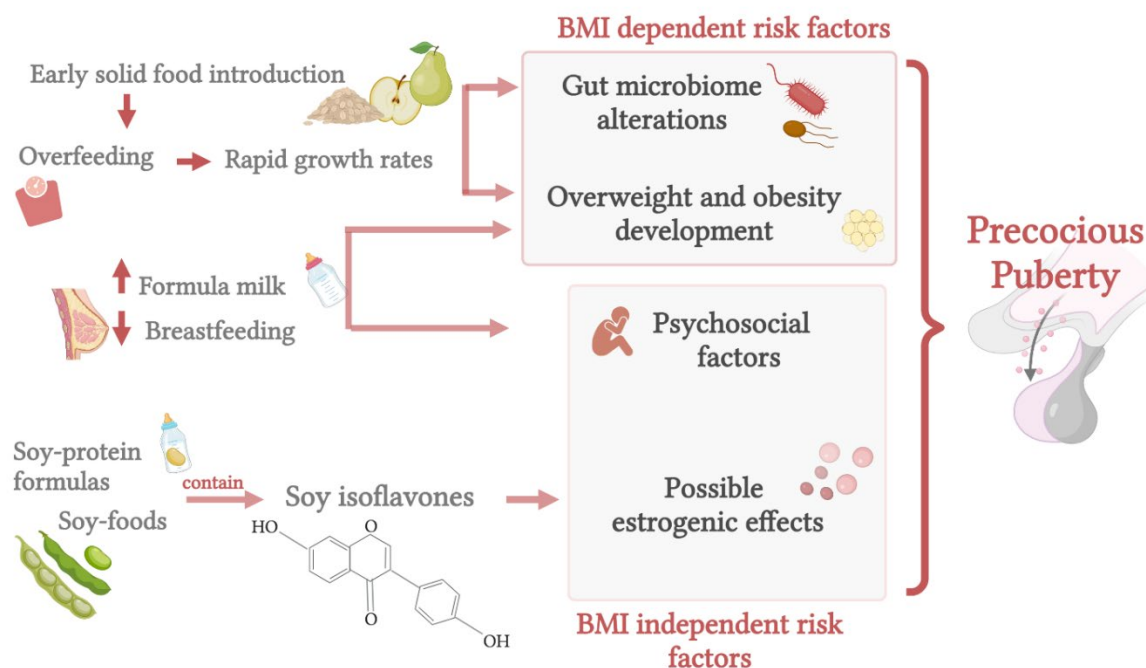 BMI dependent risk factors
Early solid food introduction
Overfeeding
Rapid growth rates
Gut microbiome
alterations
Overweight and obesity
development
Formula milk
Breastfeeding
Psychosocial
factors
Precocious
Puberty
Soy-protein
formulas
Soy-foods
contain
Soy isoflavones
HO
O
O
OH
Possible
estrogenic effects
BMI independent risk
factors